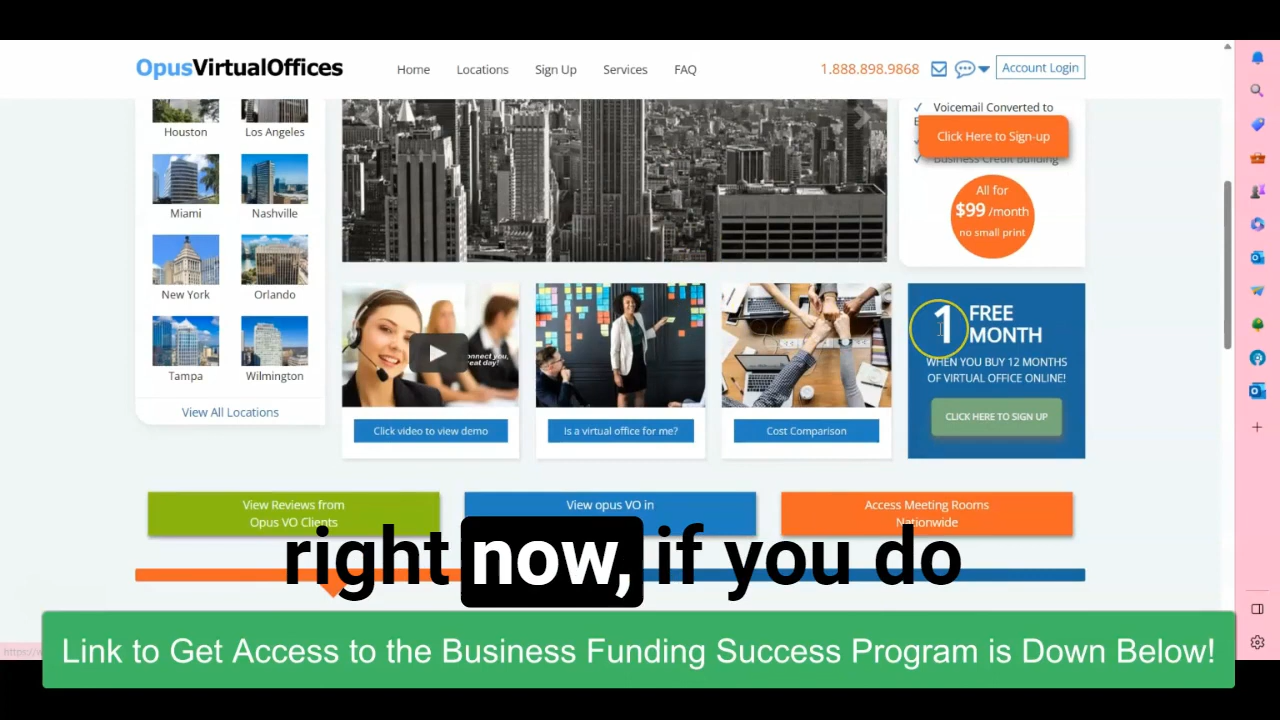 OpusVirtualOffices
Home Locations Sign Up Services FAQ
1.888.898.9868
Account Login
Houston Los Angeles
Miami Nashville
New York Orlando
Tampa Wilmington
View All Locations
Voicemail Converted to
Click Here to Sign-up
Business Credit Building
All for
$99 /month
no small print
Click video to view demo
Is a virtual office for me?
Cost Comparison
1 FREE
MONTH
WHEN YOU BUY 12 MONTHS
OF VIRTUAL OFFICE ONLINE!
CLICK HERE TO SIGN UP
View Reviews from
Opus VO Clients
View opus VO in
Access Meeting Rooms
Nationwide
right now, if you do
Link to Get Access to the Business Funding Success Program is Down Below!